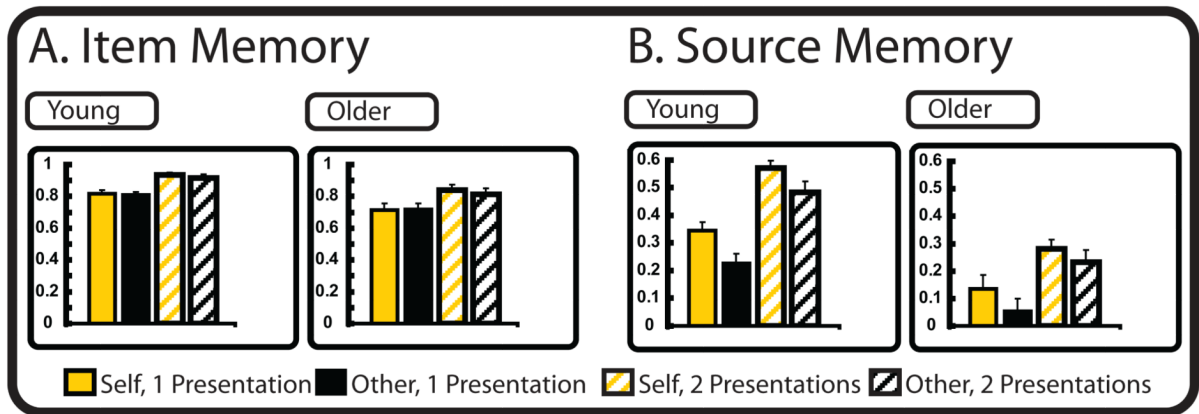 A. Item Memory
B. Source Memory
Young
Older
Young
Older
1
0.8
0.6
0.4
0.2
0
1
0.8
0.6
0.4
0.2
0
0.6
0.5
0.4
0.3
0.2
0.1
0
0.6
0.5
0.4
0.3
0.2
0.1
0
Self, 1 Presentation
Other, 1 Presentation
Self, 2 Presentations
Other, 2 Presentations